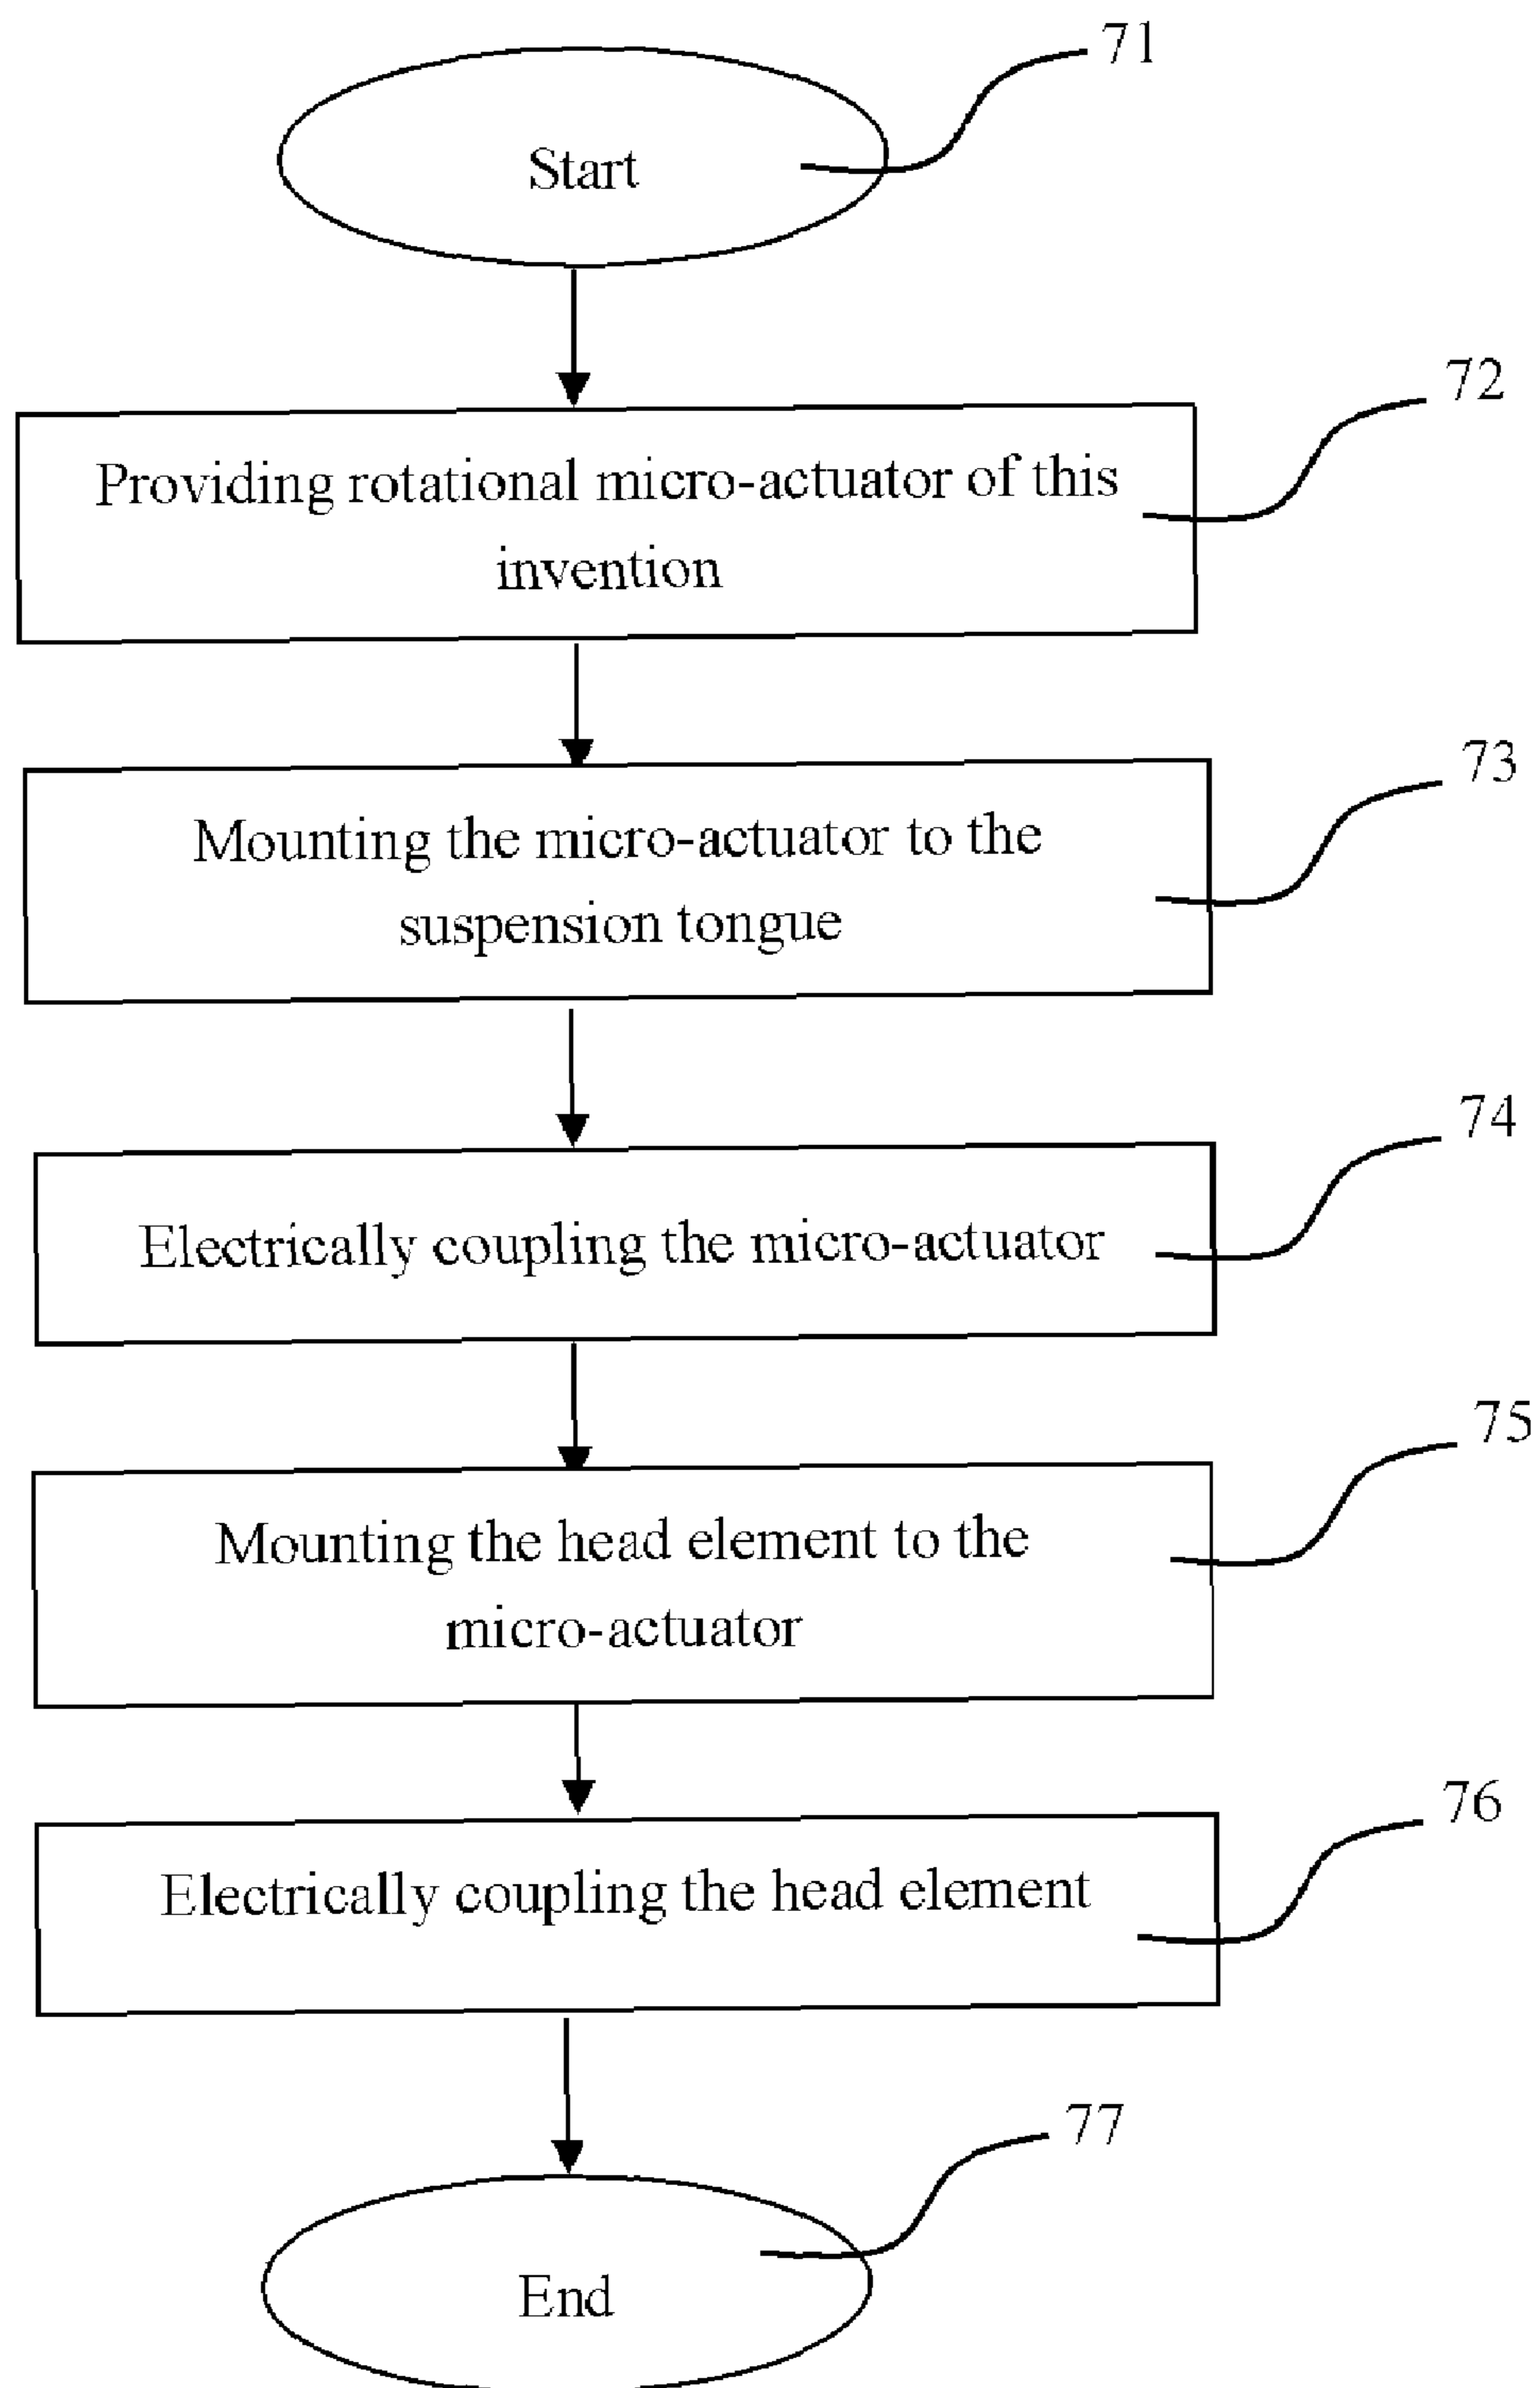 71
Start
72
Providing rotational micro-actuator of this
invention
73
Mounting the micro-actuator to the
suspension tongue
74
Electrically coupling the micro-actuator
75
Mounting the head element to the
micro-actuator
76
Electrically coupling the head element
77
End